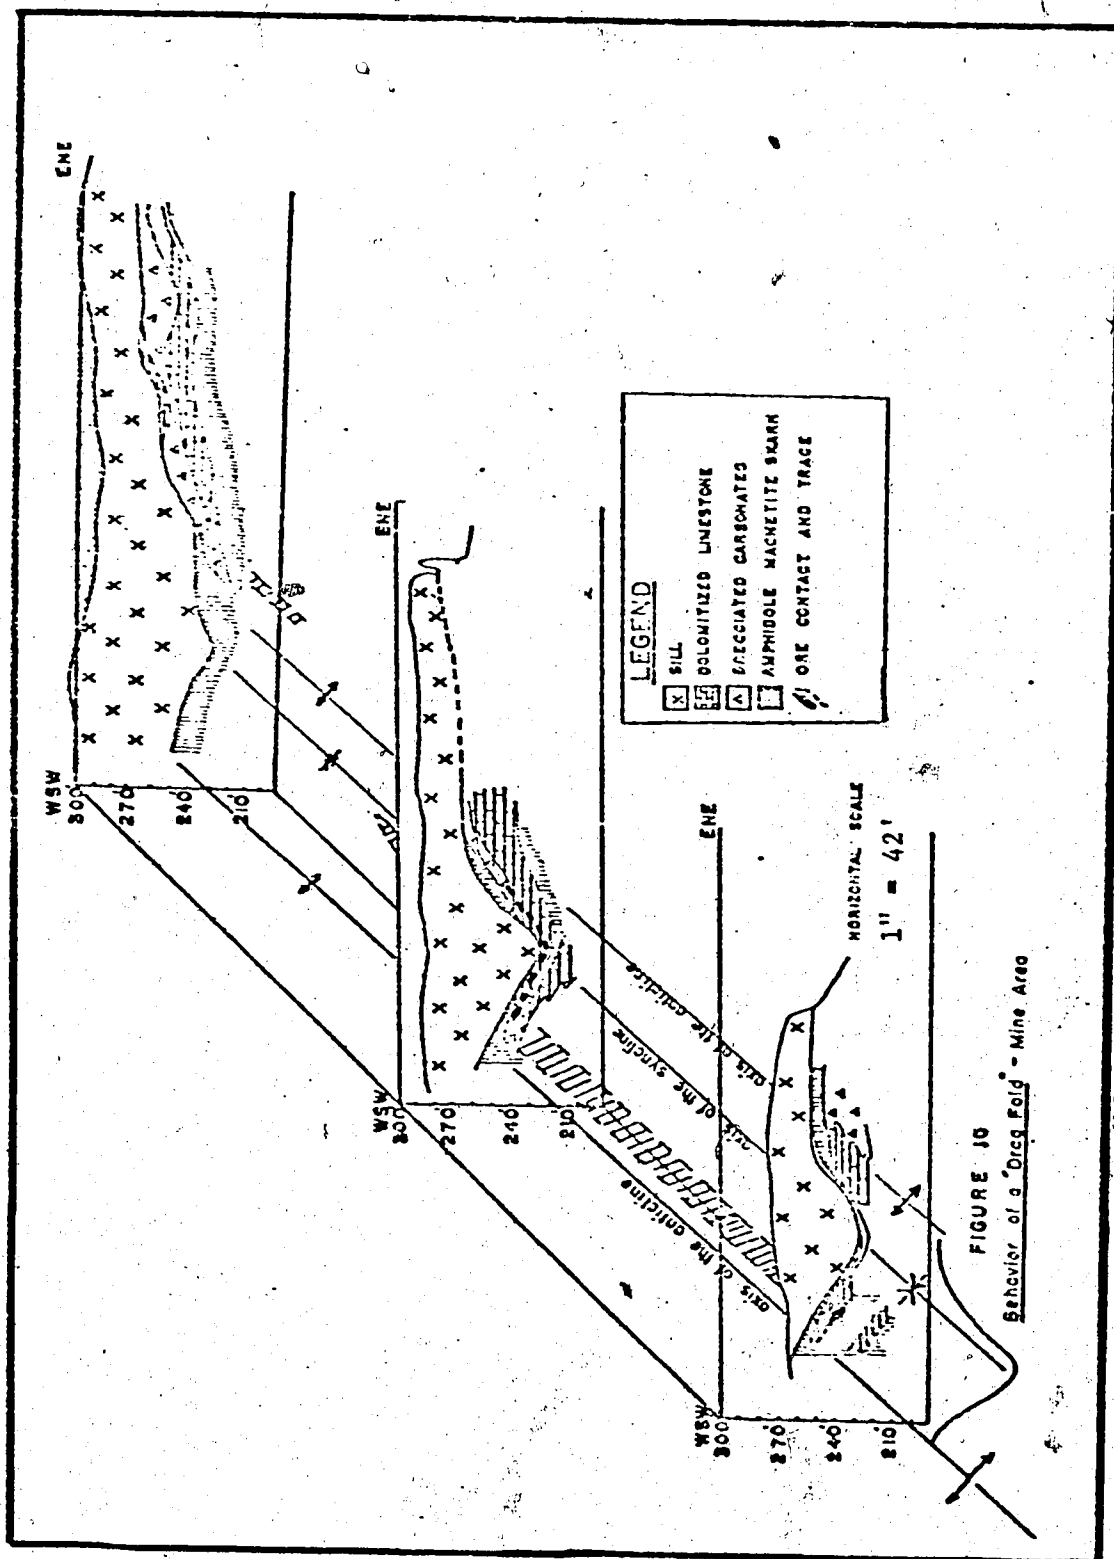 WSW
300
270
240
210
ENE
WSW
300
270
240
210
ENE
axis of the anticline
axis of the syncline
axis of the anticline
WSW
300
270
240
210
ENE
LEGEND
X SILL
DOLOMITIZED LIMESTONE
BRECCIATED CARBONATES
AMPHIBOLE MAGNETITE SKARN
ORE CONTACT AND TRACE
HORIZONTAL SCALE
1" = 42'
FIGURE 10
Behavior of a "Drag Fold" - Mine Area